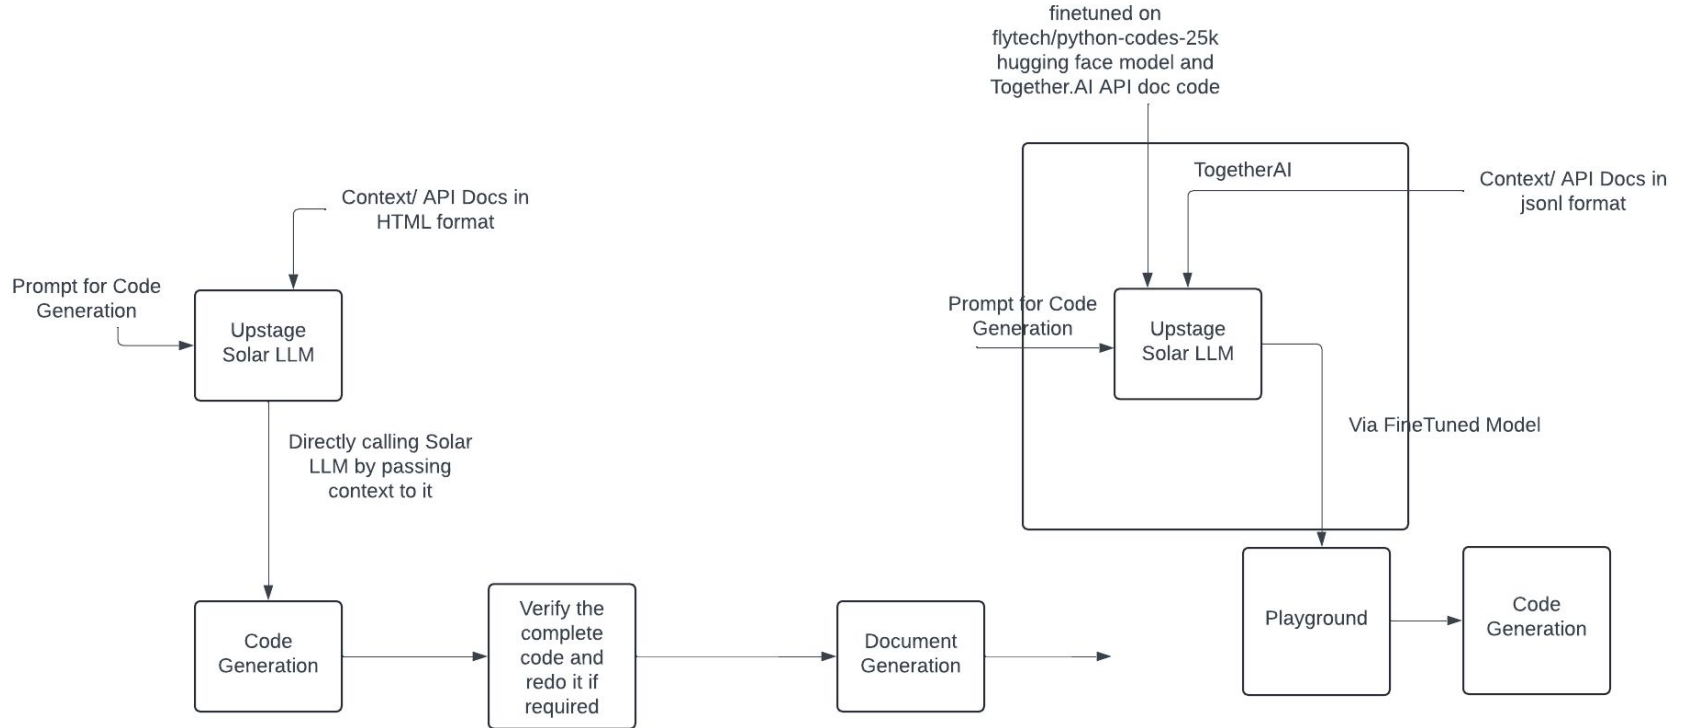 finetuned on
flytech/python-codes-25k
hugging face model and
Together.AI API doc code
TogetherAI
Context/ API Docs in
jsonl format
Context/ API Docs in
HTML format
Prompt for Code
Generation
Upstage
Solar LLM
Prompt for Code
Generation
Upstage
Solar LLM
Via FineTuned Model
Directly calling Solar
LLM by passing
context to it
Code
Generation
Verify the
complete
code and
redo it if
required
Document
Generation
Playground
Code
Generation